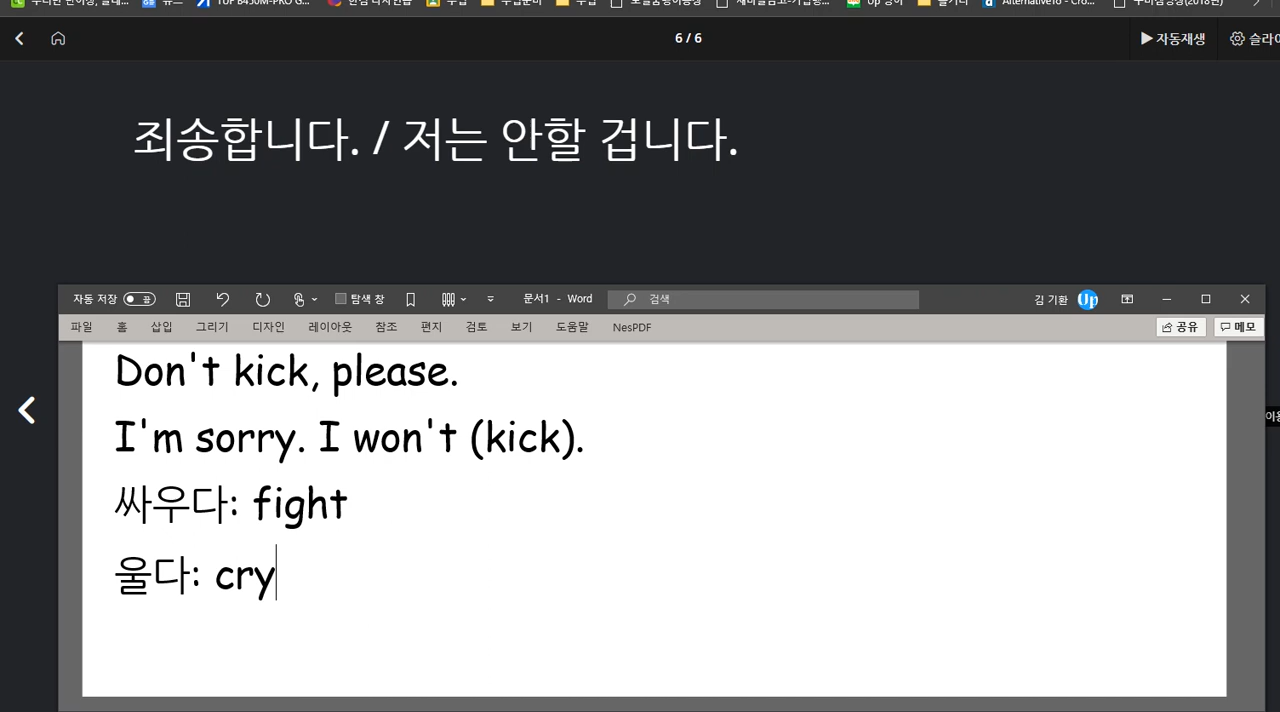 6 / 6
자동재생
죄송합니다. / 저는 안할 겁니다.
자동 저장
탐색 창
문서1 - Word
검색
김 기환
Up
파일 홈 삽입 그리기 디자인 레이아웃 참조 편지 검토 보기 도움말 NesPDF
공유 메모
Don't kick, please.
I'm sorry. I won't (kick).
싸우다: fight
울다: cry